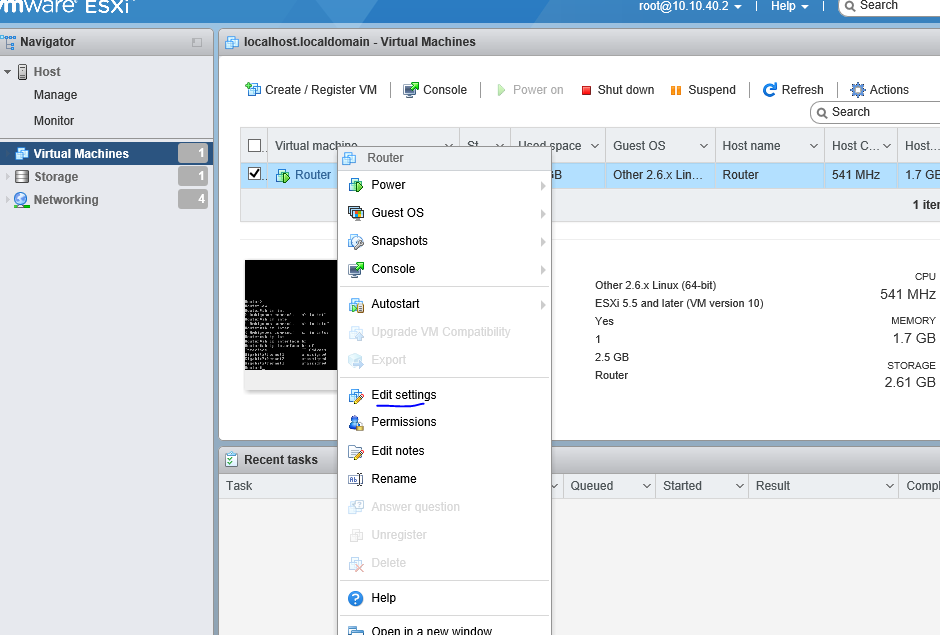 vmware ESXi
root@10.10.40.2
Help
Search
Navigator
Host
Manage
Monitor
Virtual Machines 1
Storage 1
Networking 4
localhost.localdomain - Virtual Machines
Create / Register VM
Console
Power on
Shut down
Suspend
Refresh
Actions
Search
Virtual machine
St...
Used space
Guest OS
Host name
Host C...
Host...
Router
GB
Other 2.6.x Lin...
Router
541 MHz
1.7 GB
Router
Power
Guest OS
Snapshots
Console
Autostart
Upgrade VM Compatibility
Export
Edit settings
Permissions
Edit notes
Rename
Answer question
Unregister
Delete
Help
Open in a new window
Other 2.6.x Linux (64-bit)
ESXi 5.5 and later (VM version 10)
Yes
1
2.5 GB
Router
CPU
541 MHz
MEMORY
1.7 GB
STORAGE
2.61 GB
Recent tasks
Task
Queued
Started
Result